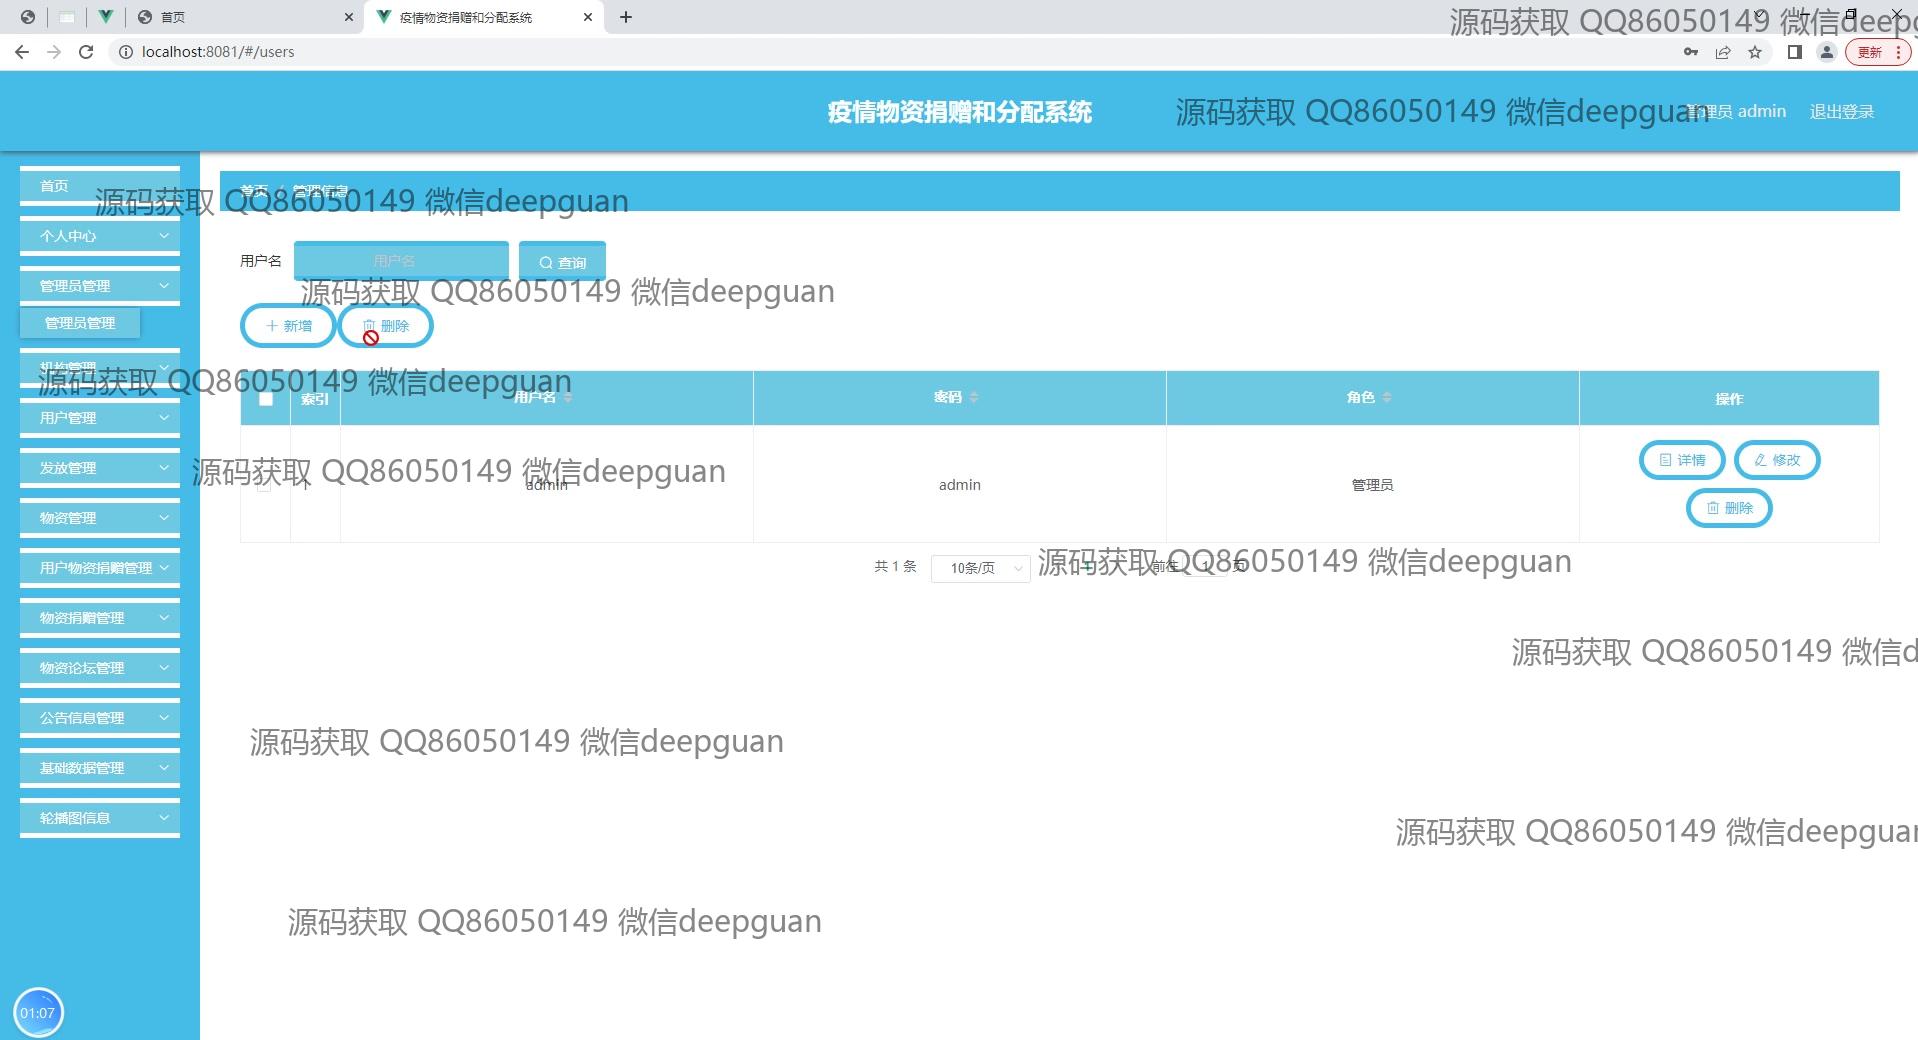 首页
疫情物资捐赠和分配系统
localhost:8081/#/users
更新
源码获取 QQ86050149 微信deepg
疫情物资捐赠和分配系统
源码获取 QQ86050149 微信deepguan
管理员 admin
退出登录
首页
个人中心
管理员管理
管理员管理
机构管理
用户管理
发放管理
物资管理
用户物资捐赠管理
物资捐赠管理
物资论坛管理
公告信息管理
基础数据管理
轮播图信息
首页 / 管理信息
源码获取 QQ86050149 微信deepguan
用户名 用户名 查询
源码获取 QQ86050149 微信deepguan
新增 删除
源码获取 QQ86050149 微信deepguan
索引 用户名 密码 角色 操作
源码获取 QQ86050149 微信deepguan
1 admin admin 管理员 详情 修改
删除
共 1 条 10条/页 1 前往 1 页
源码获取 QQ86050149 微信deepguan
源码获取 QQ86050149 微信d
源码获取 QQ86050149 微信deepguan
源码获取 QQ86050149 微信deepguan
源码获取 QQ86050149 微信deepguan
01:07